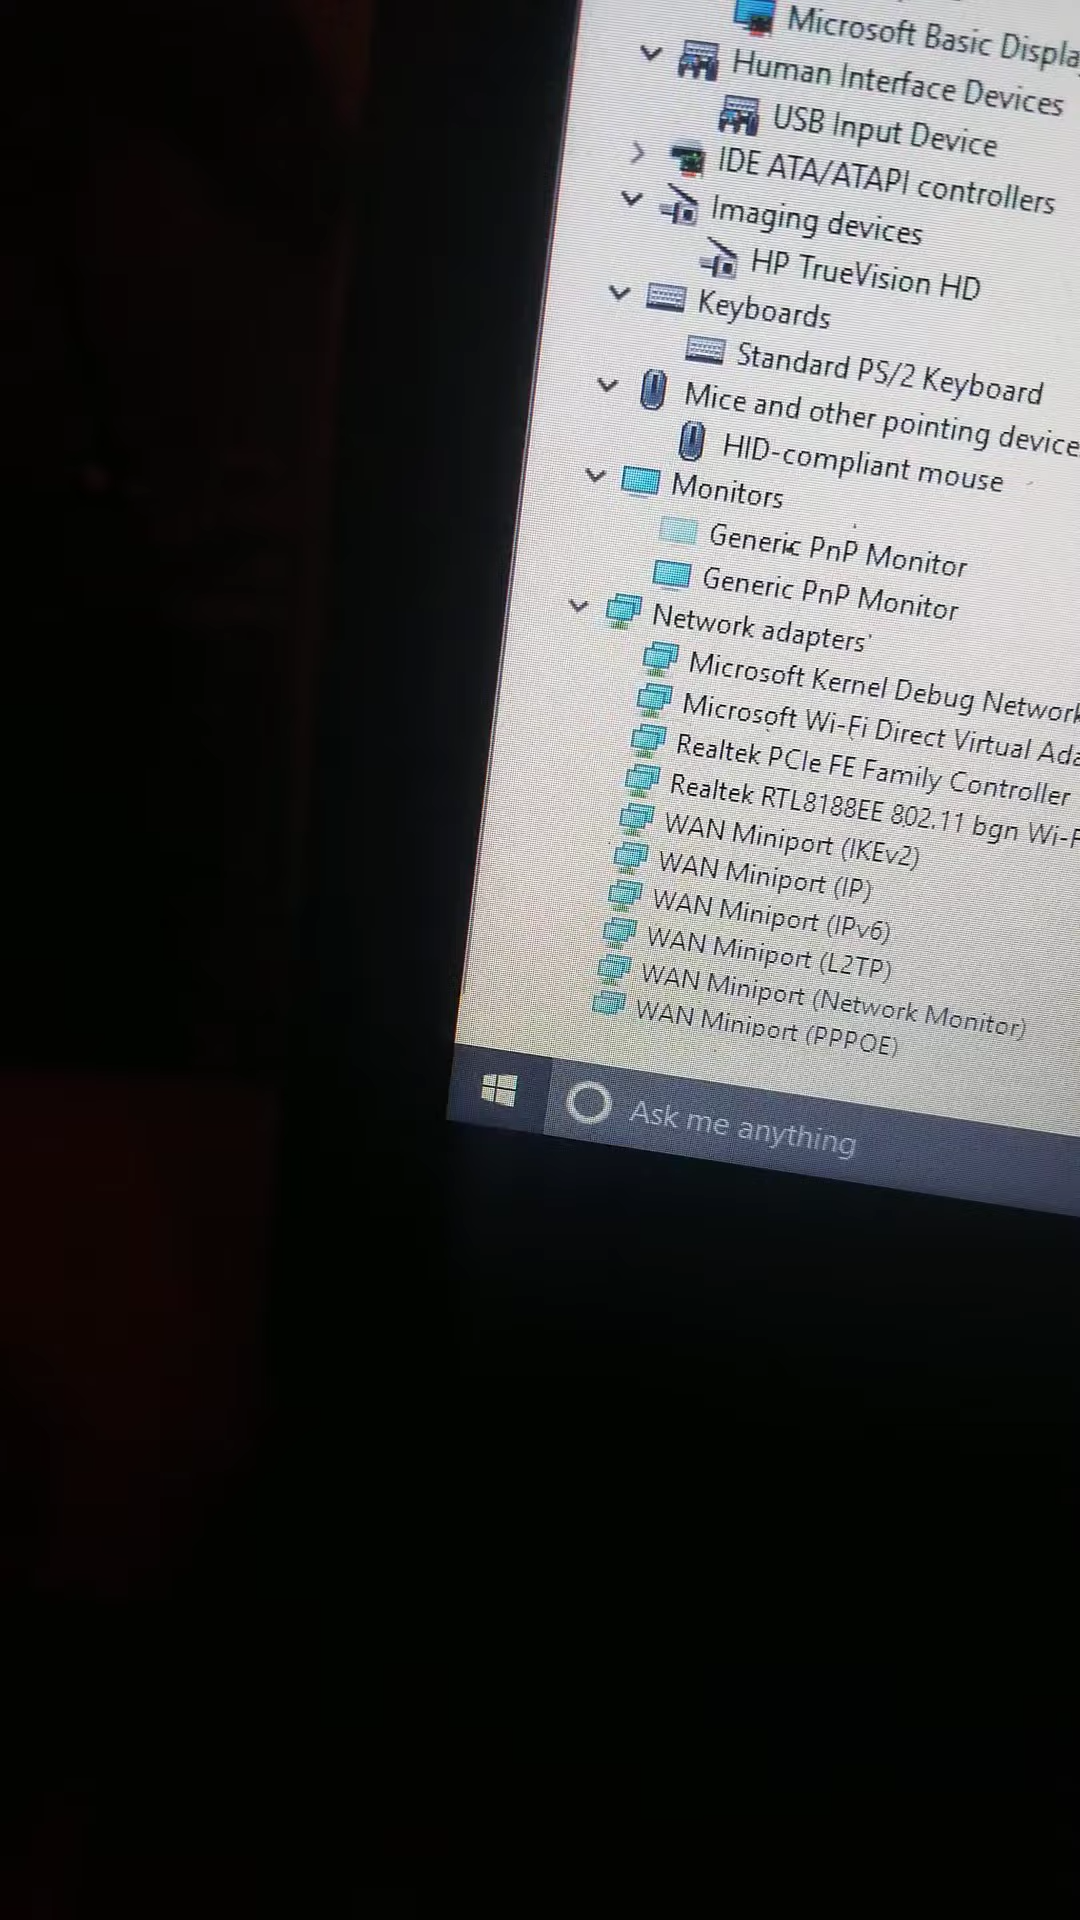 Microsoft Basic Display
Human Interface Devices
USB Input Device
IDE ATA/ATAPI controllers
Imaging devices
HP TrueVision HD
Keyboards
Standard PS/2 Keyboard
Mice and other pointing device
HID-compliant mouse
Monitors
Generic PnP Monitor
Generic PnP Monitor
Network adapters
Microsoft Kernel Debug Network
Microsoft Wi-Fi Direct Virtual Ada
Realtek PCIe FE Family Controller
Realtek RTL8188EE 802.11 bgn Wi-F
WAN Miniport (IKEv2)
WAN Miniport (IP)
WAN Miniport (IPv6)
WAN Miniport (L2TP)
WAN Miniport (Network Monitor)
WAN Miniport (PPPOE)
Ask me anything